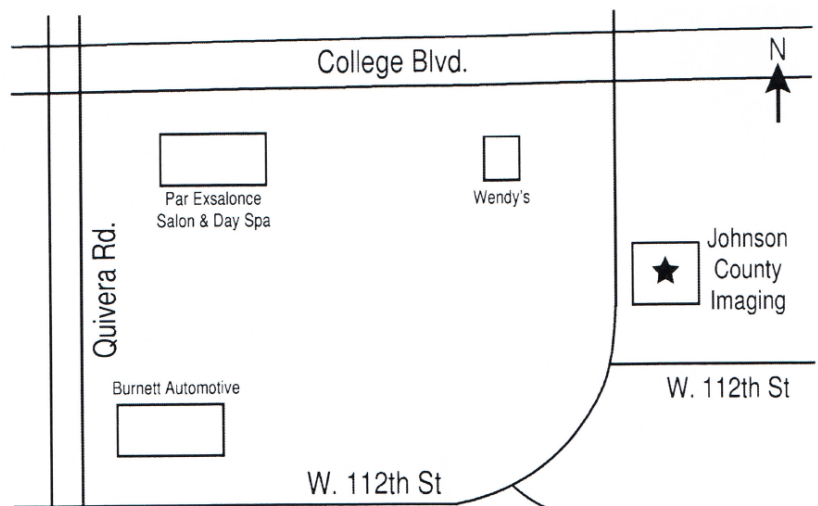 College Blvd.
N
Par Exsalonce
Salon & Day Spa
Wendy's
Quivera Rd.
Johnson
County
Imaging
Burnett Automotive
W. 112th St
W. 112th St